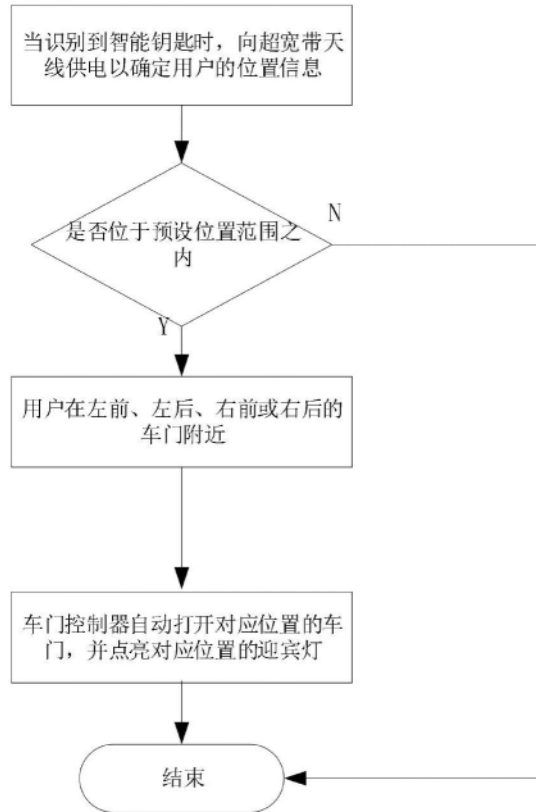 当识别到智能钥匙时，向超宽带天
线供电以确定用户的位置信息
N
是否位于预设位置范围之
内
Y
用户在左前、左后、右前或右后的
车门附近
车门控制器自动打开对应位置的车
门，并点亮对应位置的迎宾灯
结束